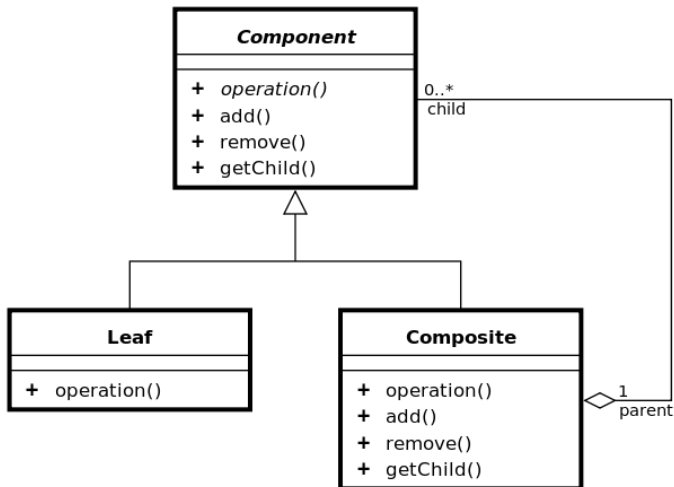 Component
+ operation()
+ add()
+ remove()
+ getChild()
0..*
child
Leaf
+ operation()
Composite
+ operation()
+ add()
+ remove()
+ getChild()
1
parent